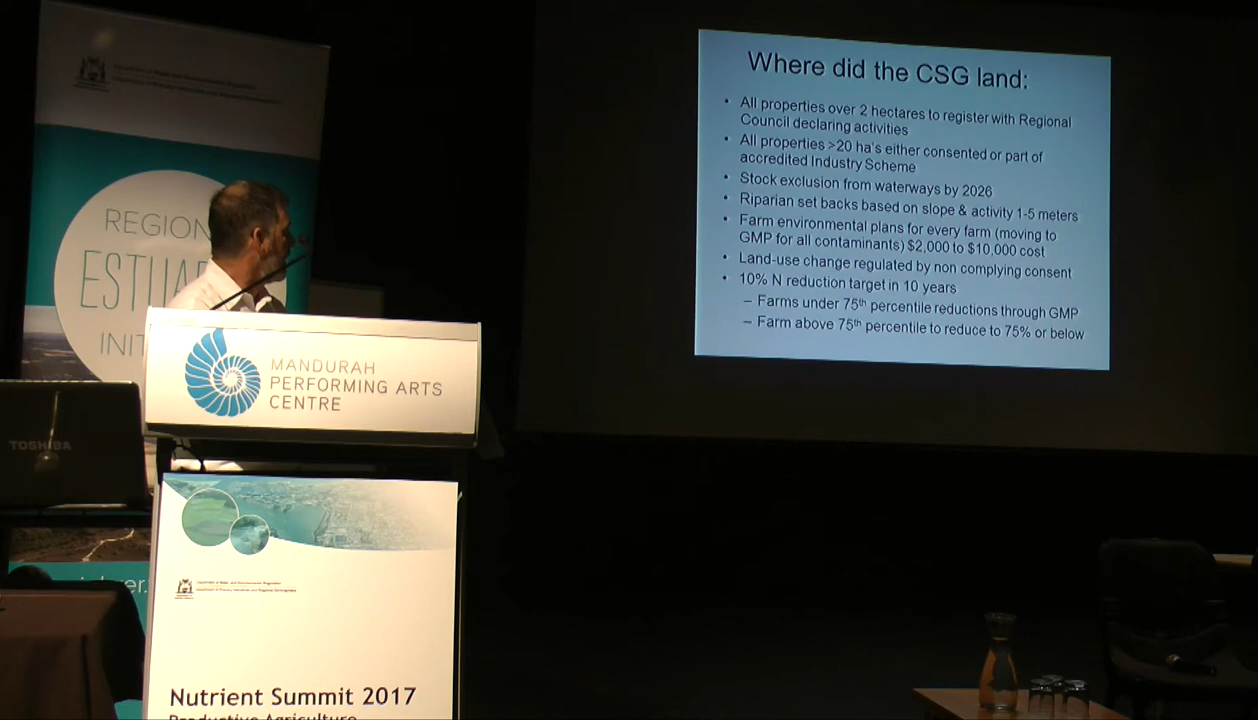 Where did the CSG land:
• All properties over 2 hectares to register with Regional
Council declaring activities
• All properties >20 ha's either consented or part of
accredited Industry Scheme
• Stock exclusion from waterways by 2026
• Riparian set backs based on slope & activity 1-5 meters
• Farm environmental plans for every farm (moving to
GMP for all contaminants) $2,000 to $10,000 cost
• Land-use change regulated by non complying consent
• 10% N reduction target in 10 years
– Farms under 75th percentile reductions through GMP
– Farm above 75th percentile to reduce to 75% or below
REGION
ESTUA
INIT
MANDURAH
PERFORMING ARTS
CENTRE
TOSHIBA
Nutrient Summit 2017
Productive Agriculture